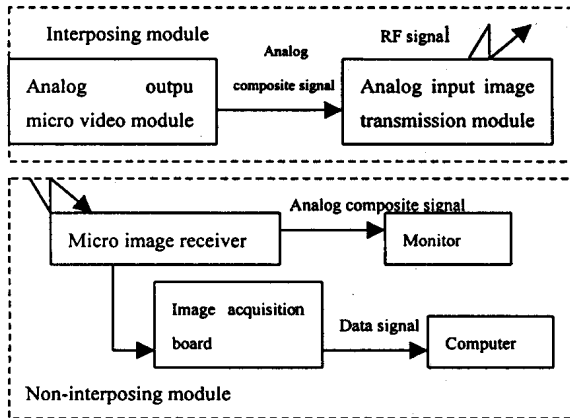 Interposing module
RF signal
Analog
composite signal
Analog outpu
micro video module
Analog input image
transmission module
Analog composite signal
Micro image receiver
Monitor
Image acquisition
board
Data signal
Computer
Non-interposing module